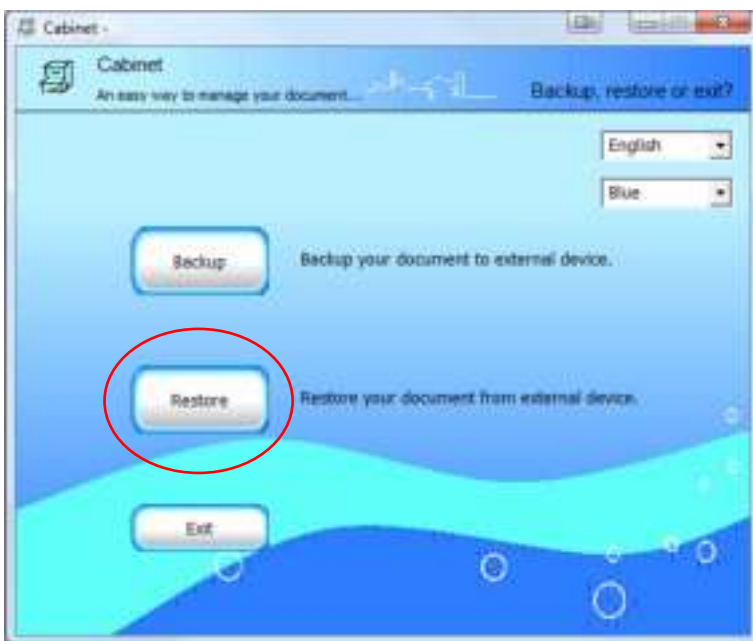 Cabinet -
Cabinet
An easy way to manage your document...
Backup, restore or exit?
English
Blue
Backup
Backup your document to external device.
Restore
Restore your document from external device.
Exit